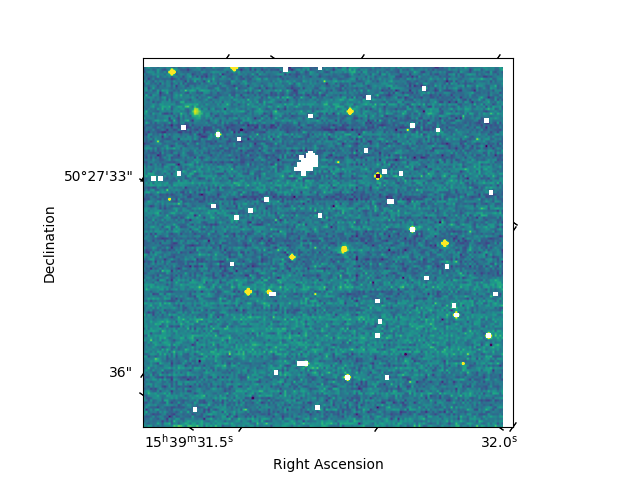 50°27'33"
Declination
36"
15ʰ39ᵐ31.5ˢ
32.0ˢ
Right Ascension